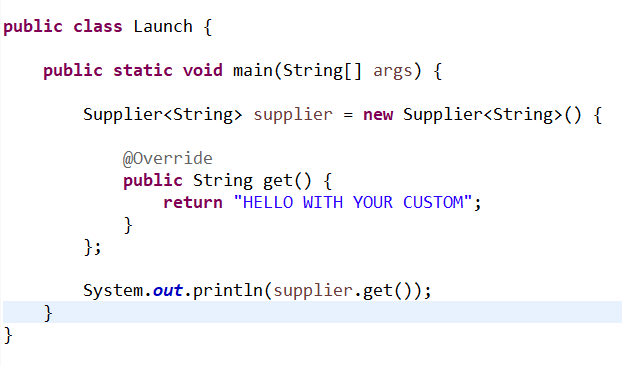 public class Launch {
public static void main(String[] args) {
Supplier<String> supplier = new Supplier<String>() {
@Override
public String get() {
return "HELLO WITH YOUR CUSTOM";
}
};
System.out.println(supplier.get());
}
}